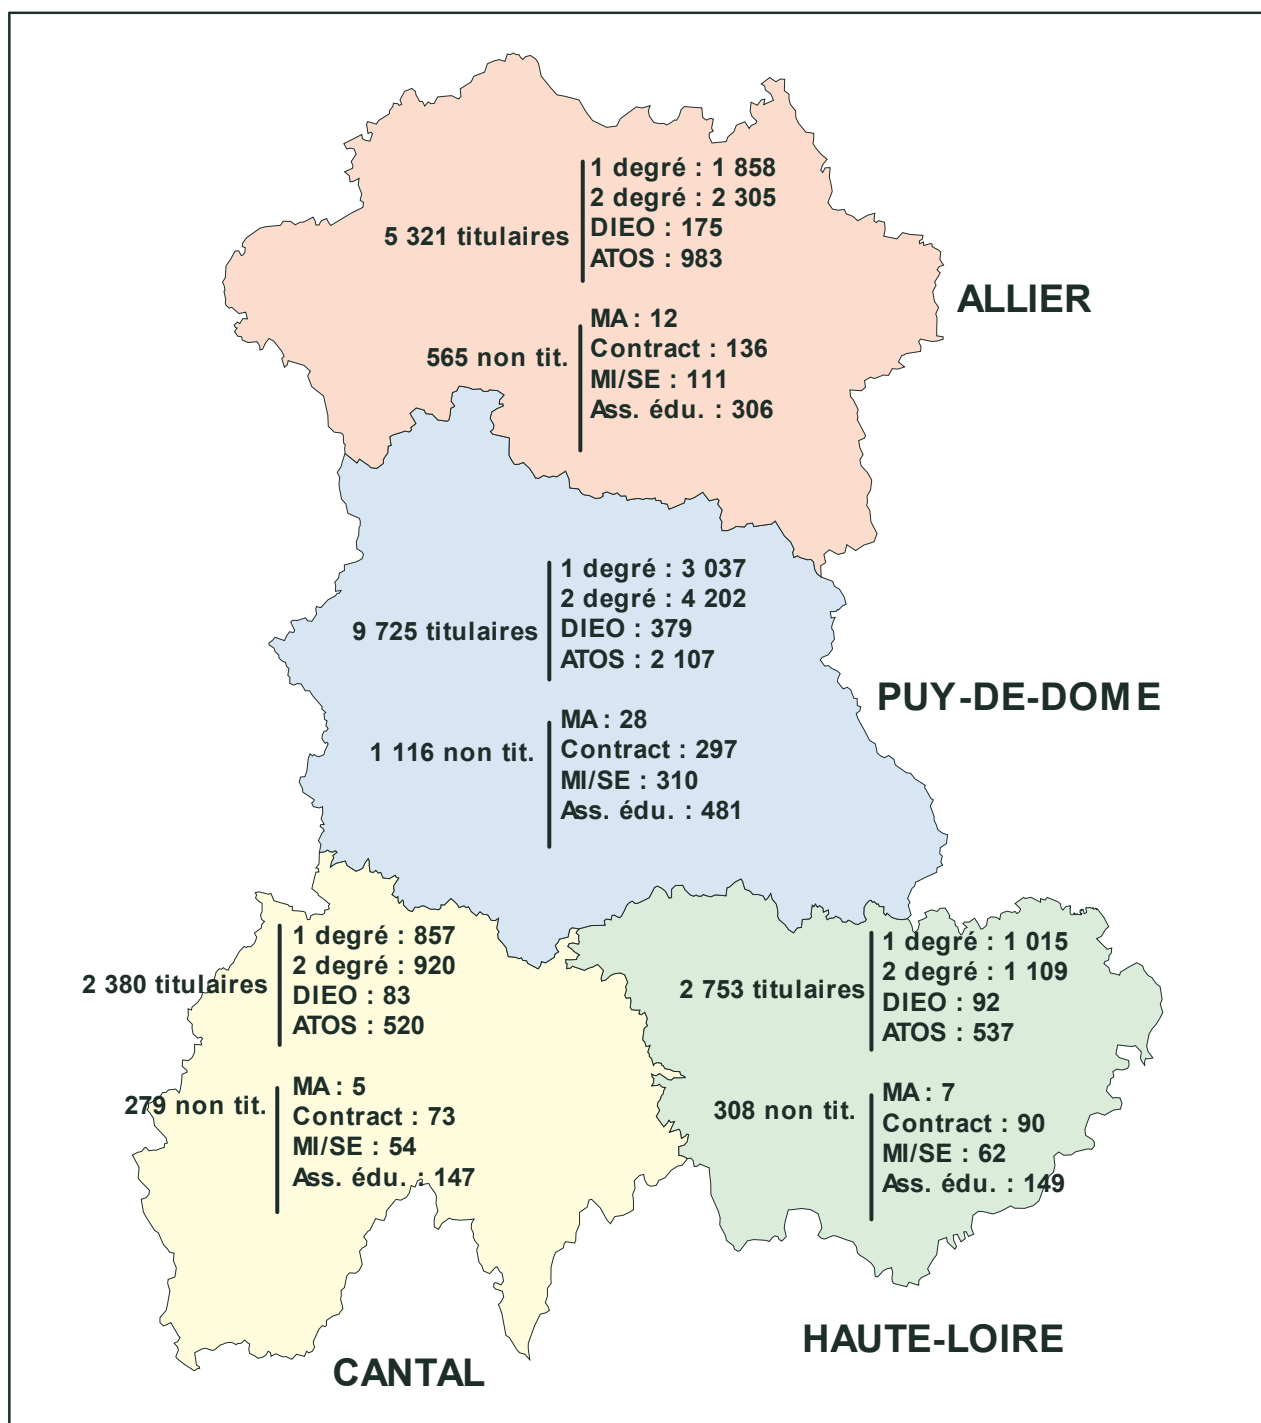 1 degré : 1 858
2 degré : 2 305
DIEO : 175
ATOS : 983
5 321 titulaires
ALLIER
MA : 12
Contract : 136
MI/SE : 111
Ass. édu. : 306
565 non tit.
1 degré : 3 037
2 degré : 4 202
DIEO : 379
ATOS : 2 107
9 725 titulaires
PUY-DE-DOME
MA : 28
Contract : 297
MI/SE : 310
Ass. édu. : 481
1 116 non tit.
1 degré : 857
2 degré : 920
DIEO : 83
ATOS : 520
2 380 titulaires
MA : 5
Contract : 73
MI/SE : 54
Ass. édu. : 147
279 non tit.
CANTAL
1 degré : 1 015
2 degré : 1 109
DIEO : 92
ATOS : 537
2 753 titulaires
MA : 7
Contract : 90
MI/SE : 62
Ass. édu. : 149
308 non tit.
HAUTE-LOIRE